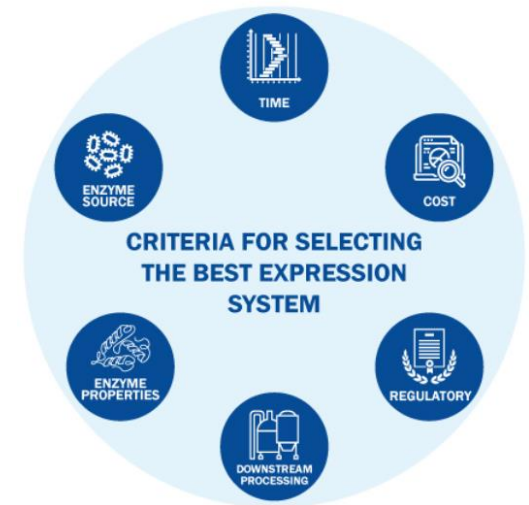 TIME
ENZYME
SOURCE
COST
CRITERIA FOR SELECTING
THE BEST EXPRESSION
SYSTEM
ENZYME
PROPERTIES
REGULATORY
DOWNSTREAM
PROCESSING